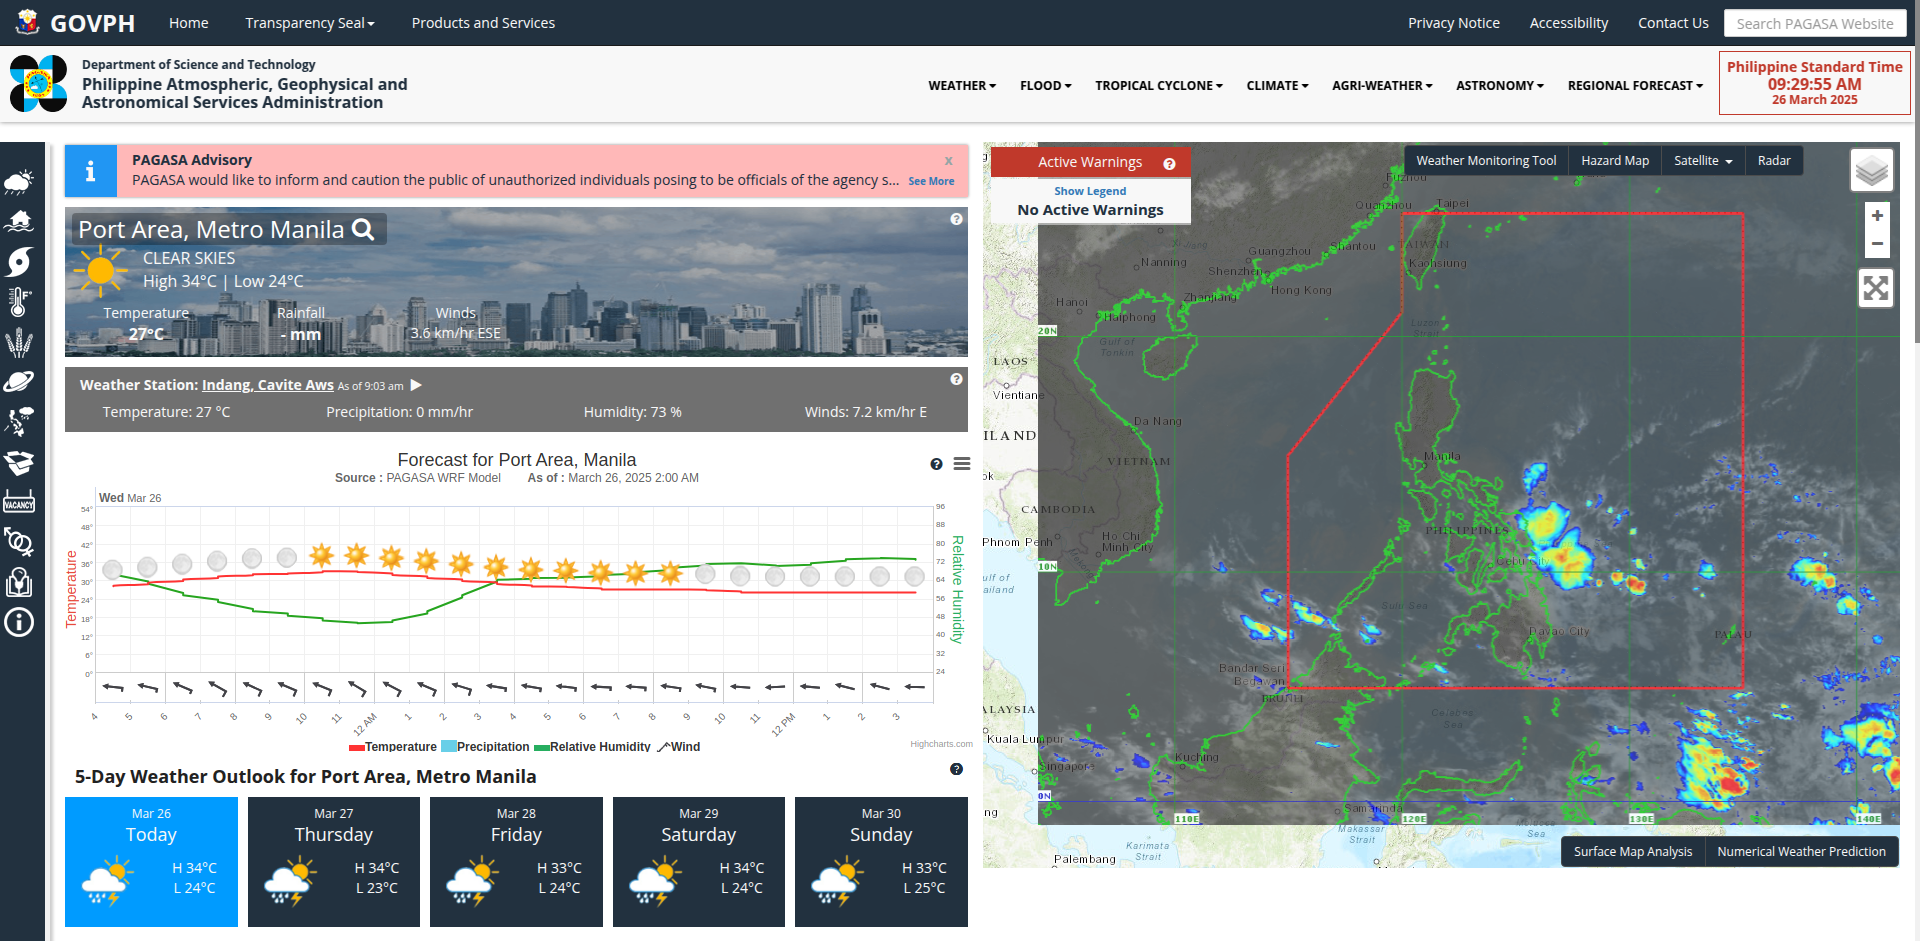 GOVPH
Home
Transparency Seal
Products and Services
Privacy Notice
Accessibility
Contact Us
Search PAGASA Website
Department of Science and Technology
Philippine Atmospheric, Geophysical and
Astronomical Services Administration
WEATHER
FLOOD
TROPICAL CYCLONE
CLIMATE
AGRI-WEATHER
ASTRONOMY
REGIONAL FORECAST
Philippine Standard Time
09:29:55 AM
26 March 2025
VACANCY
PAGASA Advisory
x
PAGASA would like to inform and caution the public of unauthorized individuals posing to be officials of the agency s... See More
Port Area, Metro Manila
CLEAR SKIES
High 34°C | Low 24°C
Temperature
Rainfall
Winds
27°C
- mm
3.6 km/hr ESE
Weather Station: Indang, Cavite Aws As of 9:03 am
Temperature: 27 °C
Precipitation: 0 mm/hr
Humidity: 73 %
Winds: 7.2 km/hr E
Forecast for Port Area, Manila
Source : PAGASA WRF Model As of : March 26, 2025 2:00 AM
Wed Mar 26
54°
48°
42°
36°
30°
24°
18°
12°
6°
0°
Temperature
96
88
80
72
64
56
48
40
32
24
Relative Humidity
4
5
6
7
8
9
10
11
12 AM
1
2
3
4
5
6
7
8
9
10
11
12 PM
1
2
3
Temperature
Precipitation
Relative Humidity
Wind
Highcharts.com
5-Day Weather Outlook for Port Area, Metro Manila
Mar 26
Today
H 34°C
L 24°C
Mar 27
Thursday
H 34°C
L 23°C
Mar 28
Friday
H 33°C
L 24°C
Mar 29
Saturday
H 34°C
L 24°C
Mar 30
Sunday
H 33°C
L 25°C
Active Warnings
Show Legend
No Active Warnings
Weather Monitoring Tool
Hazard Map
Satellite
Radar
+
−
Fuzhou
Quanzhou
Taipei
Shantou
TAIWAN
Guangzhou
Nanning
Kaohsiung
Shenzhen
Hong Kong
Zhanjiang
Hanoi
Haiphong
Luzon
Strait
20N
Gulf of
Tonkin
LAOS
Vientiane
Da Nang
ILAND
VIETNAM
Manila
ok
CAMBODIA
PHILIPPINES
Phnom Penh
Ho Chi
Minh City
Cebu City
10N
ulf of
ailand
Sulu Sea
Davao City
PALAU
Bandar Seri
Begawan
BRUNEI
ALAYSIA
Celebes
Sea
Kuala Lumpur
Kuching
Singapore
0N
ng
Samarinda
110E
120E
130E
140E
Makassar
Strait
Molucca
Sea
Karimata
Strait
Palembang
Surface Map Analysis
Numerical Weather Prediction